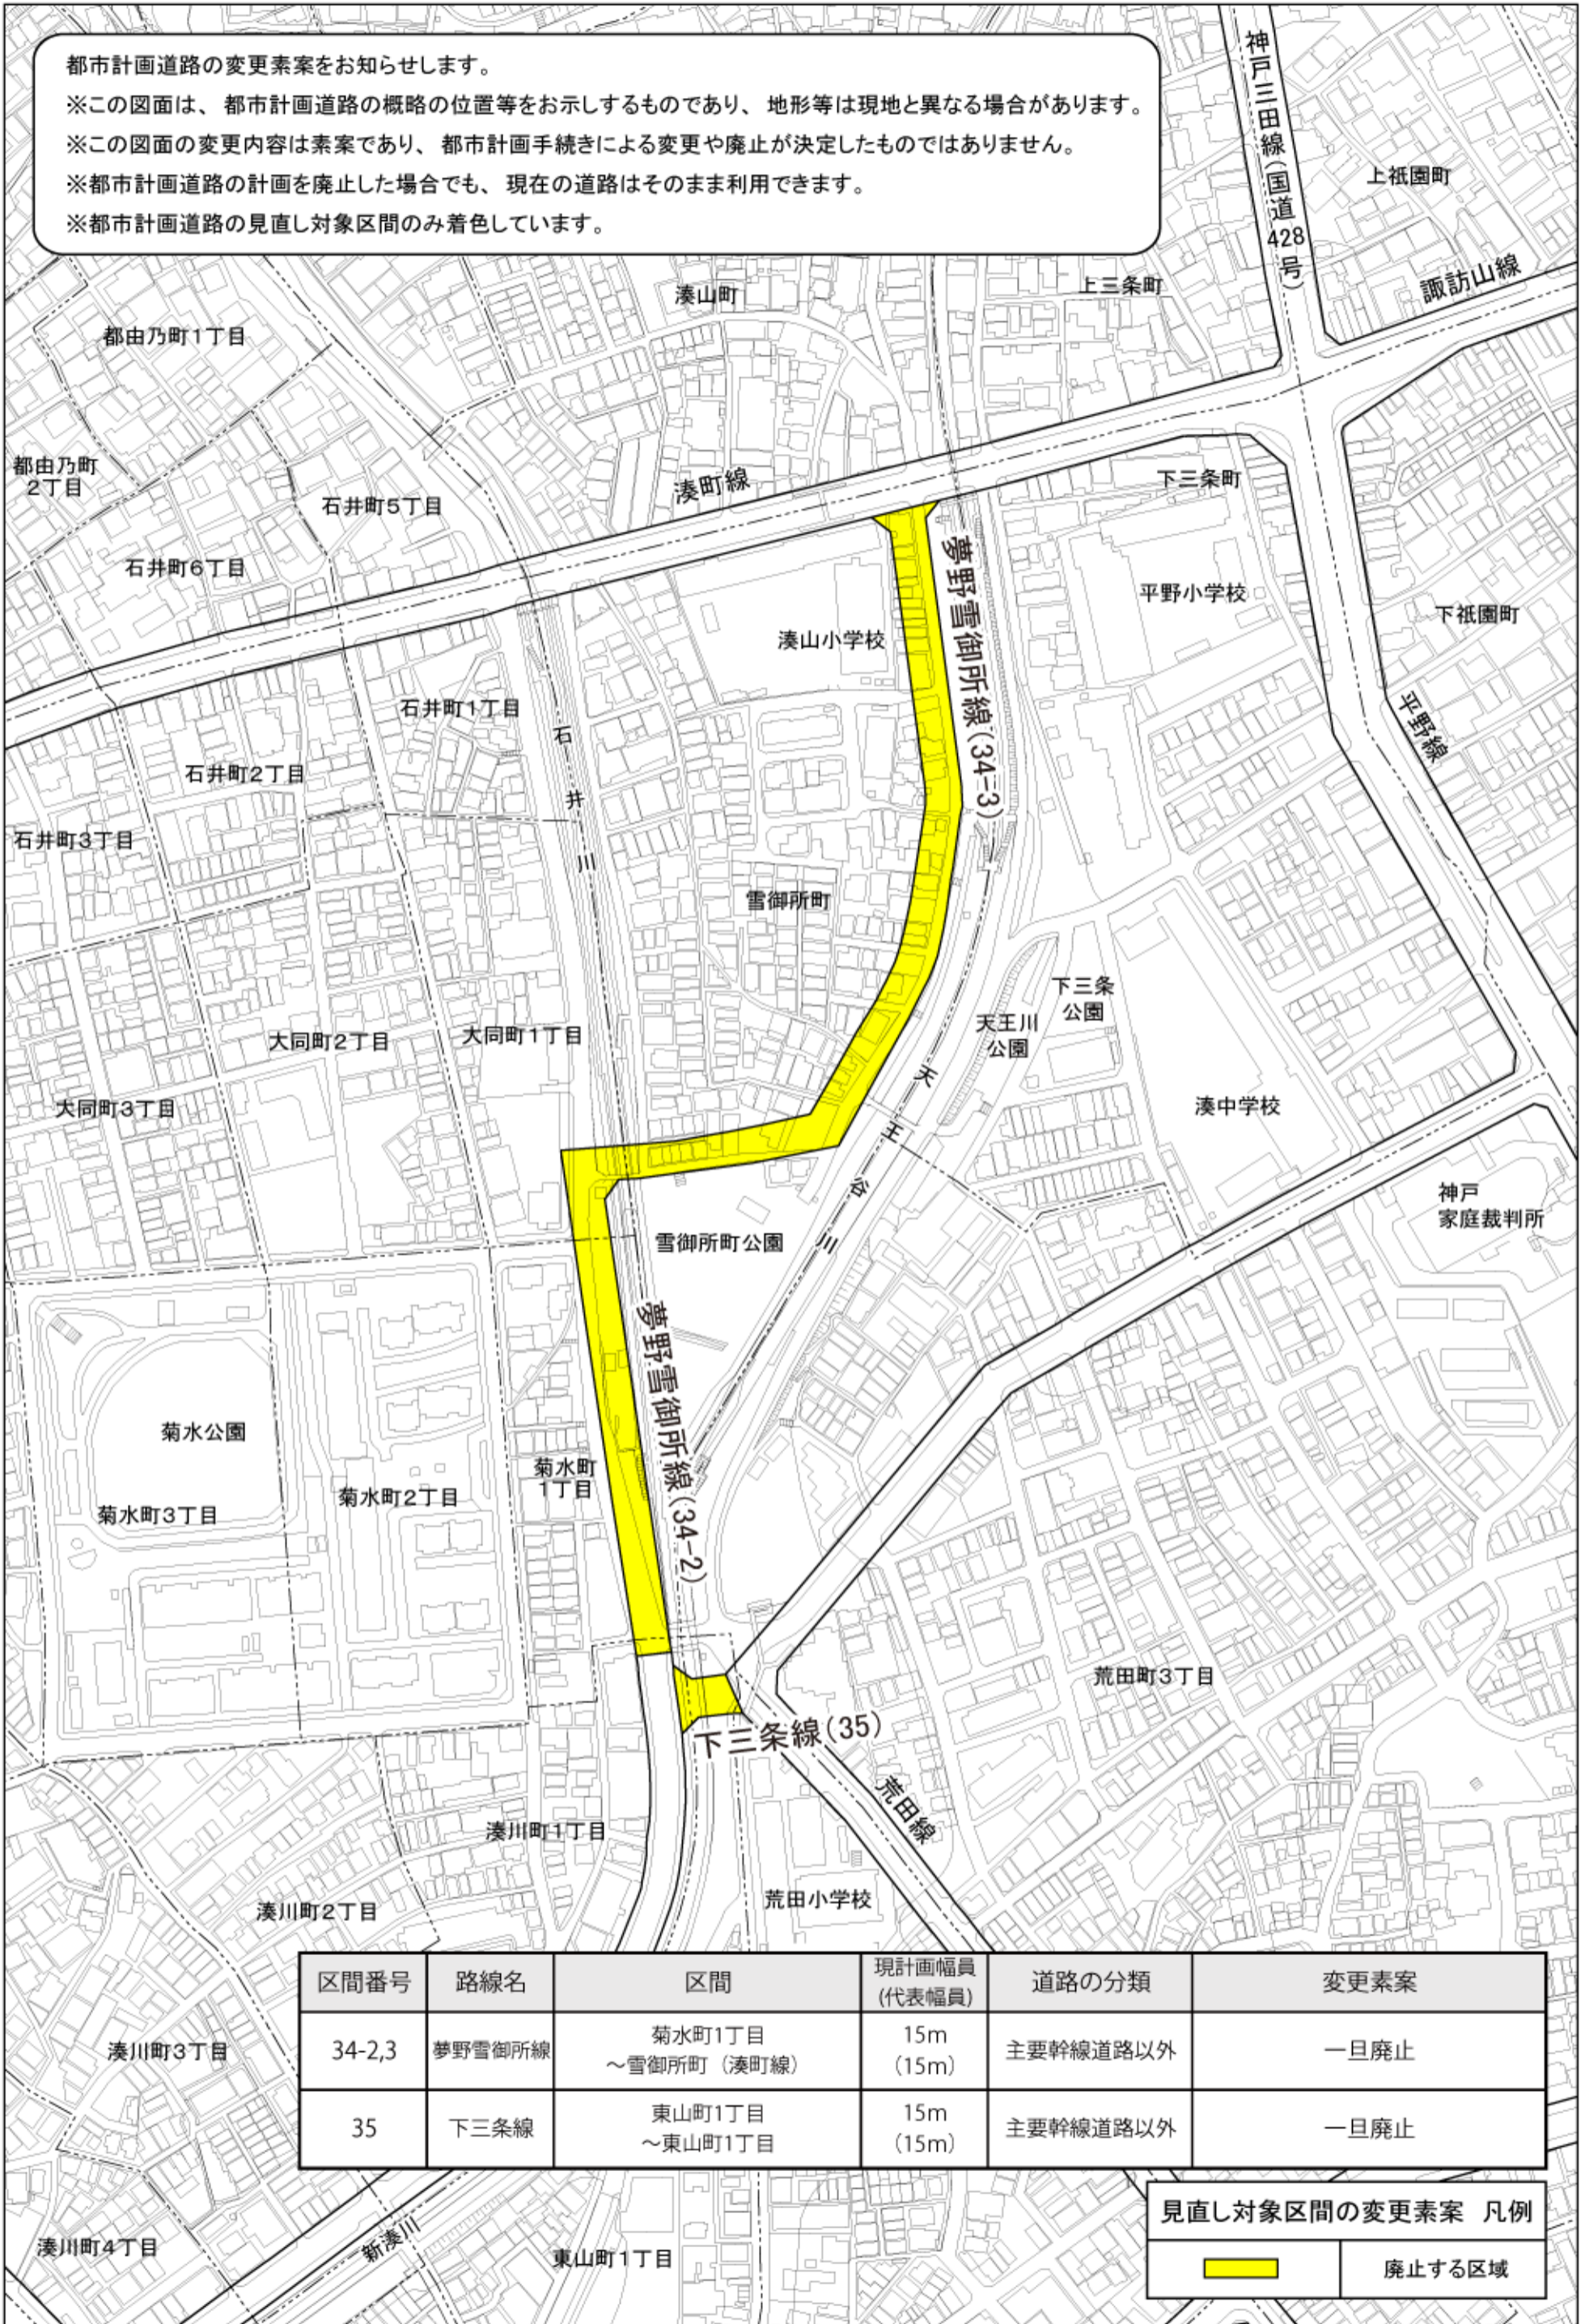 都市計画道路の変更素案をお知らせします。
※この図面は、都市計画道路の概略の位置等をお示しするものであり、地形等は現地と異なる場合があります。
※この図面の変更内容は素案であり、都市計画手続きによる変更や廃止が決定したものではありません。
※都市計画道路の計画を廃止した場合でも、現在の道路はそのまま利用できます。
※都市計画道路の見直し対象区間のみ着色しています。
神戸三田線(国道428号)
上祇園町
諏訪山線
上三条町
湊山町
都由乃町1丁目
都由乃町
2丁目
石井町5丁目
湊町線
下三条町
石井町6丁目
夢野雪御所線(34-3)
平野小学校
下祇園町
湊山小学校
石井町1丁目
石井川
平野線
石井町2丁目
石井町3丁目
雪御所町
下三条
公園
天王川
公園
大同町2丁目
大同町1丁目
天王谷川
大同町3丁目
湊中学校
神戸
家庭裁判所
雪御所町公園
夢野雪御所線(34-2)
菊水公園
菊水町
1丁目
菊水町2丁目
菊水町3丁目
荒田町3丁目
下三条線(35)
荒田線
湊川町1丁目
荒田小学校
湊川町2丁目
区間番号 路線名 区間 現計画幅員 道路の分類 変更素案
(代表幅員)
34-2,3 夢野雪御所線 菊水町1丁目 15m 主要幹線道路以外 一旦廃止
～雪御所町(湊町線) (15m)
35 下三条線 東山町1丁目 15m 主要幹線道路以外 一旦廃止
～東山町1丁目 (15m)
湊川町3丁目
湊川町4丁目
新湊川
東山町1丁目
見直し対象区間の変更素案 凡例
廃止する区域